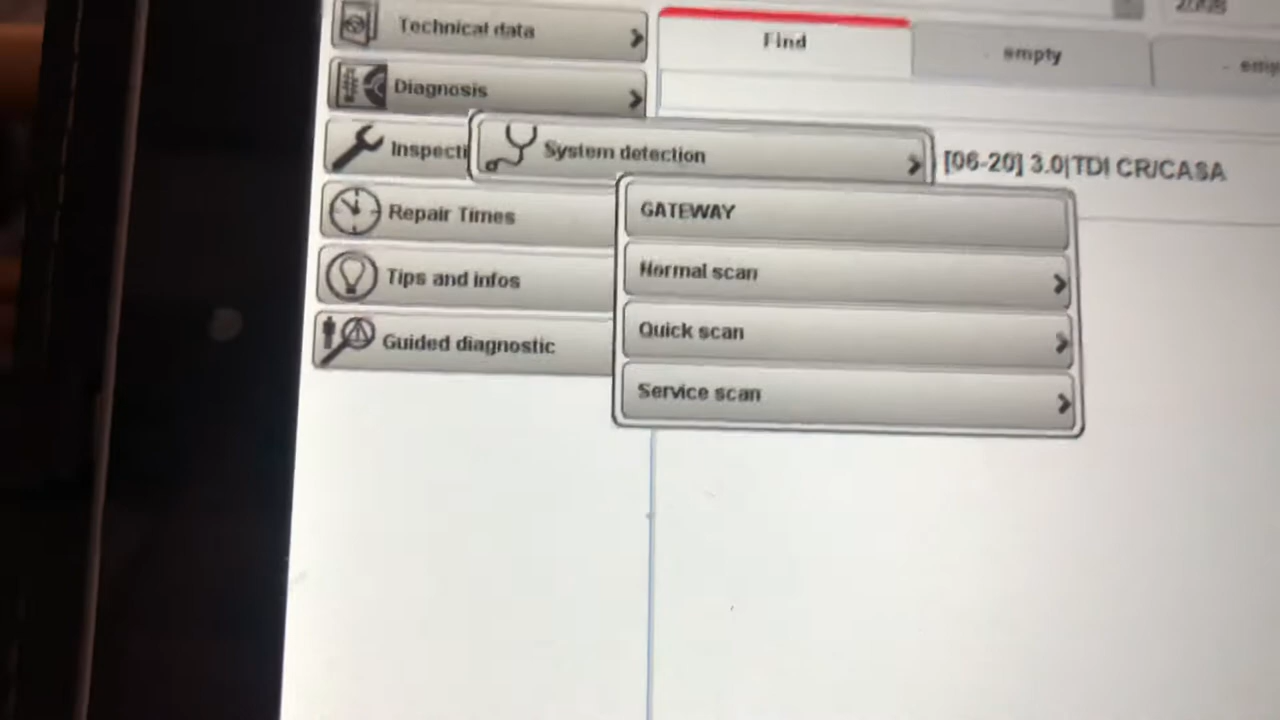 Technical data
Find
empty
Diagnosis
Inspecti
System detection
[06-20] 3.0|TDI CR/CASA
Repair Times
GATEWAY
Normal scan
Tips and infos
Quick scan
Guided diagnostic
Service scan